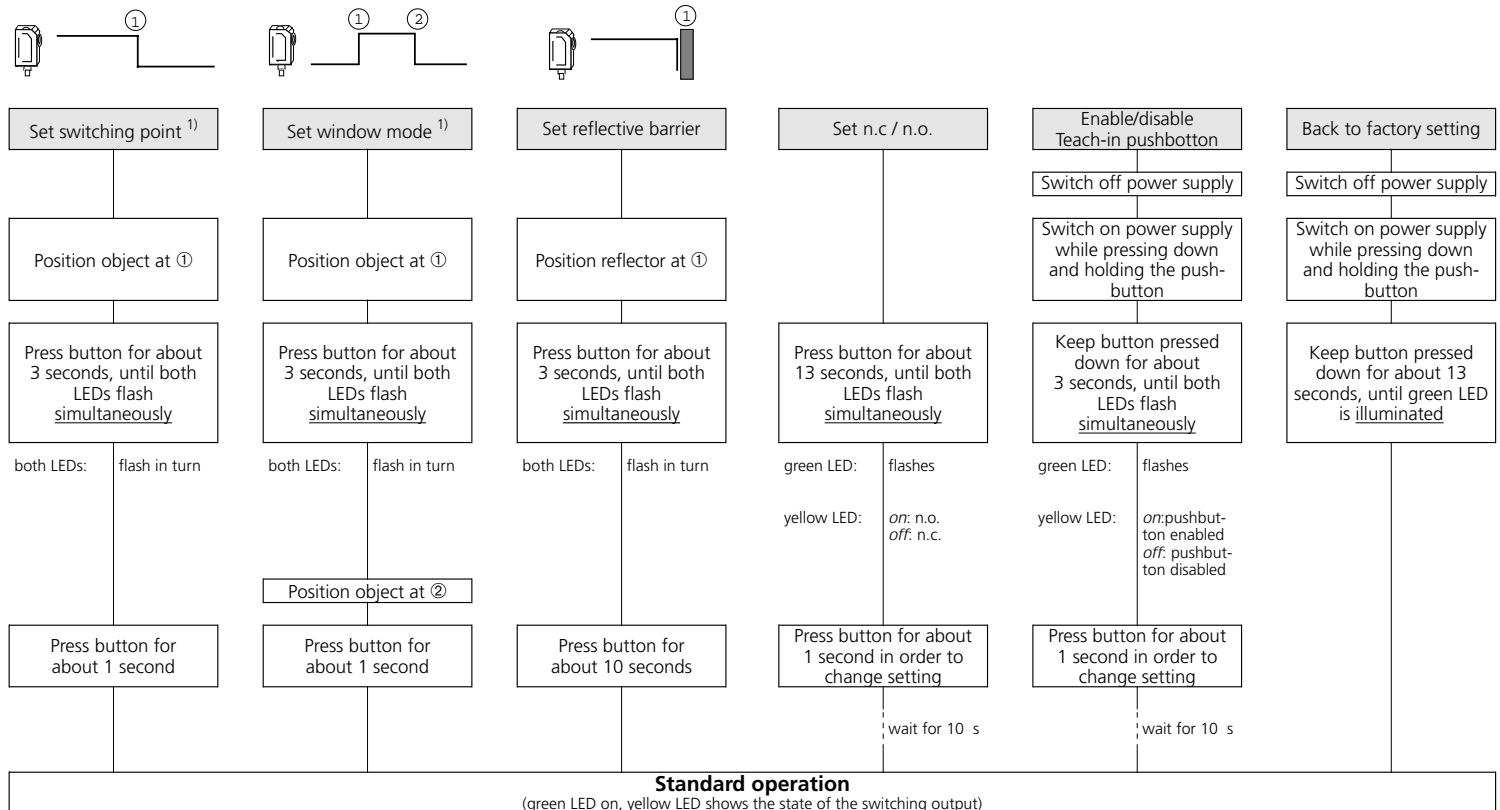 ①
① ②
①
Set switching point 1)
Position object at ①
Press button for about
3 seconds, until both
LEDs flash
simultaneously
both LEDs: flash in turn
Press button for
about 1 second
Set window mode 1)
Position object at ①
Press button for about
3 seconds, until both
LEDs flash
simultaneously
both LEDs: flash in turn
Position object at ②
Press button for
about 1 second
Set reflective barrier
Position reflector at ①
Press button for about
3 seconds, until both
LEDs flash
simultaneously
both LEDs: flash in turn
Press button for
about 10 seconds
Set n.c / n.o.
Press button for about
13 seconds, until both
LEDs flash
simultaneously
green LED: flashes
yellow LED: on: n.o.
off: n.c.
Press button for about
1 second in order to
change setting
wait for 10 s
Enable/disable
Teach-in pushbotton
Switch off power supply
Switch on power supply
while pressing down
and holding the push-
button
Keep button pressed
down for about
3 seconds, until both
LEDs flash
simultaneously
green LED: flashes
yellow LED: on:pushbut-
ton enabled
off: pushbut-
ton disabled
Press button for about
1 second in order to
change setting
wait for 10 s
Back to factory setting
Switch off power supply
Switch on power supply
while pressing down
and holding the push-
button
Keep button pressed
down for about 13
seconds, until green LED
is illuminated
Standard operation
(green LED on, yellow LED shows the state of the switching output)